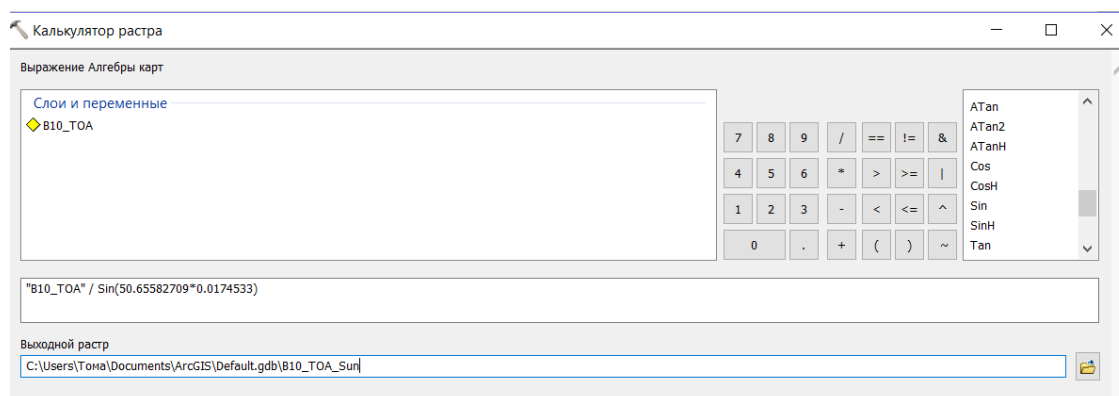 Калькулятор растра
Выражение Алгебры карт
Слои и переменные
B10_TOA
7 8 9 / == != &
4 5 6 * > >= |
1 2 3 - < <= ^
0 . + ( ) ~
ATan
ATan2
ATanH
Cos
CosH
Sin
SinH
Tan
"B10_TOA" / Sin(50.65582709*0.0174533)
Выходной растр
C:\Users\Тома\Documents\ArcGIS\Default.gdb\B10_TOA_Sun